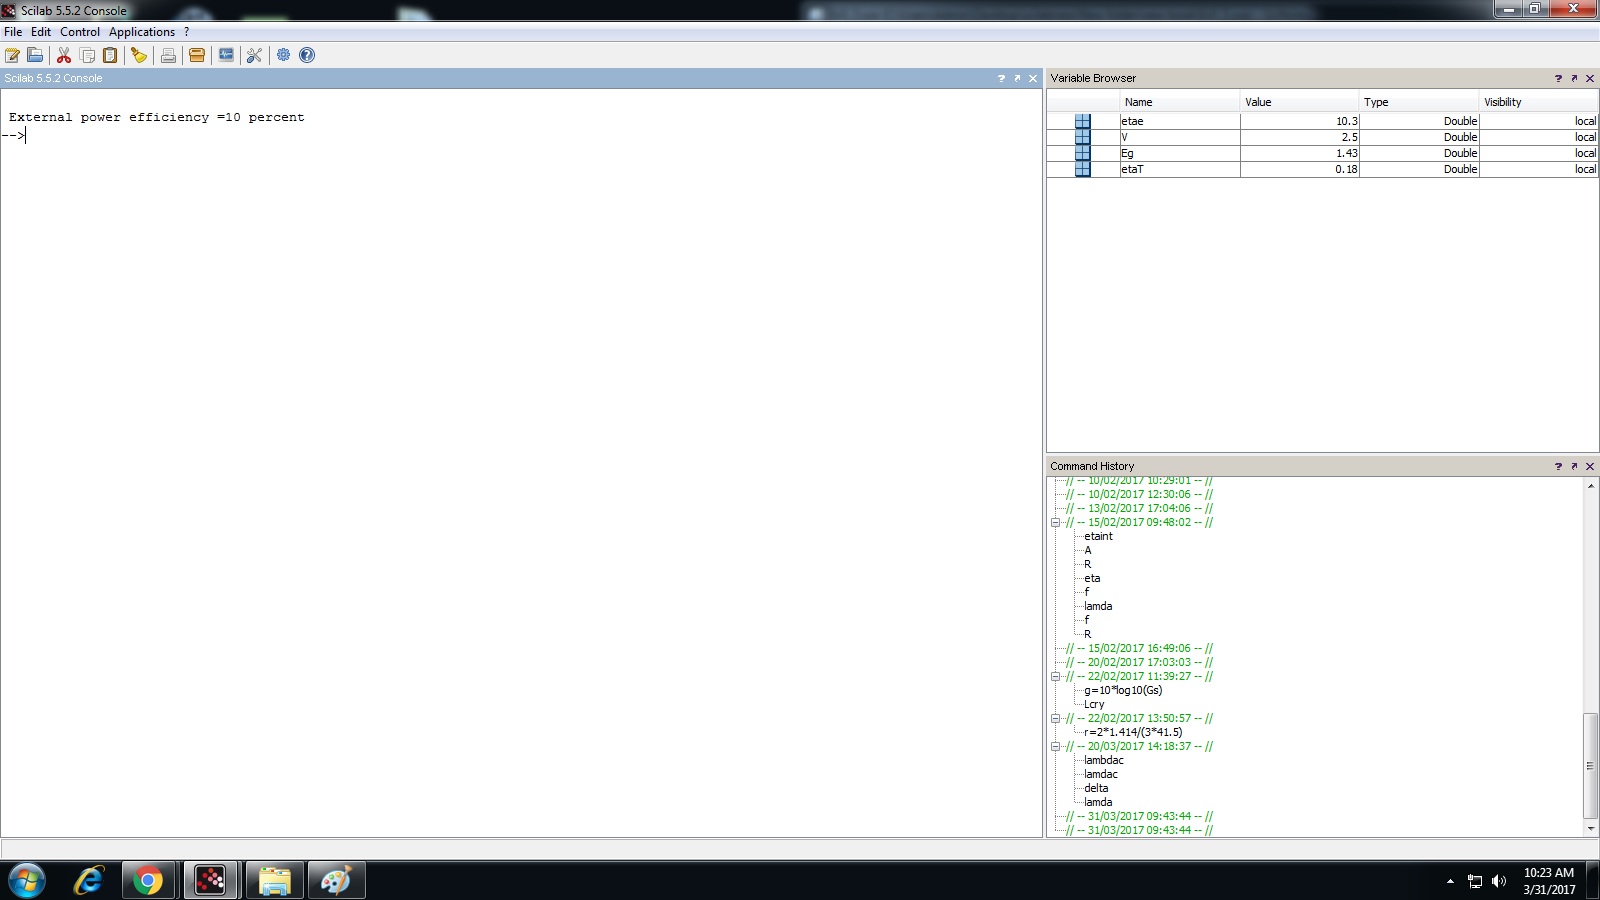 Scilab 5.5.2 Console
File Edit Control Applications ?
Scilab 5.5.2 Console
External power efficiency =10 percent
-->
Variable Browser
Name Value Type Visibility
etae 10.3 Double local
V 2.5 Double local
Eg 1.43 Double local
etaT 0.18 Double local
Command History
// -- 10/02/2017 10:29:01 -- //
// -- 10/02/2017 12:30:06 -- //
// -- 13/02/2017 17:04:06 -- //
// -- 15/02/2017 09:48:02 -- //
etaint
A
R
eta
f
lamda
f
R
// -- 15/02/2017 16:49:06 -- //
// -- 20/02/2017 17:03:03 -- //
// -- 22/02/2017 11:39:27 -- //
g=10*log10(Gs)
Lcry
// -- 22/02/2017 13:50:57 -- //
r=2*1.414/(3*41.5)
// -- 20/03/2017 14:18:37 -- //
lambdac
lamdac
delta
lamda
// -- 31/03/2017 09:43:44 -- //
// -- 31/03/2017 09:43:44 -- //
10:23 AM
3/31/2017